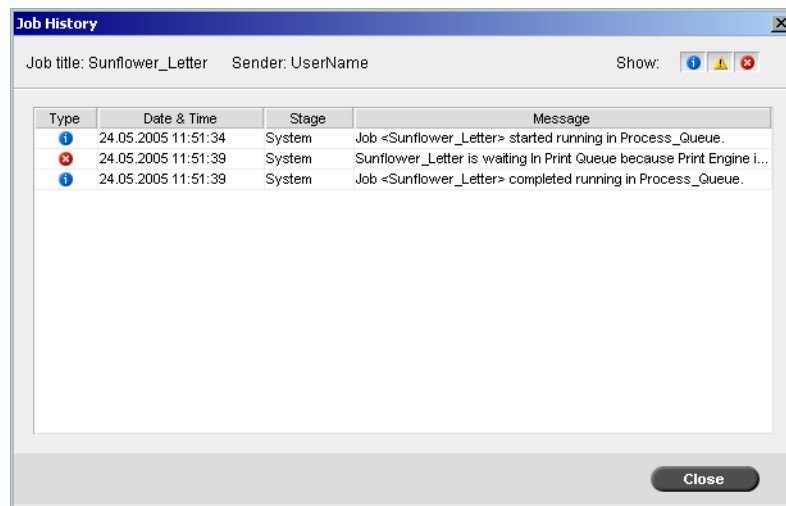 Job History
Job title: Sunflower_Letter Sender: UserName Show:
Type Date & Time Stage Message
24.05.2005 11:51:34 System Job <Sunflower_Letter> started running in Process_Queue.
24.05.2005 11:51:39 System Sunflower_Letter is waiting In Print Queue because Print Engine i...
24.05.2005 11:51:39 System Job <Sunflower_Letter> completed running in Process_Queue.
Close